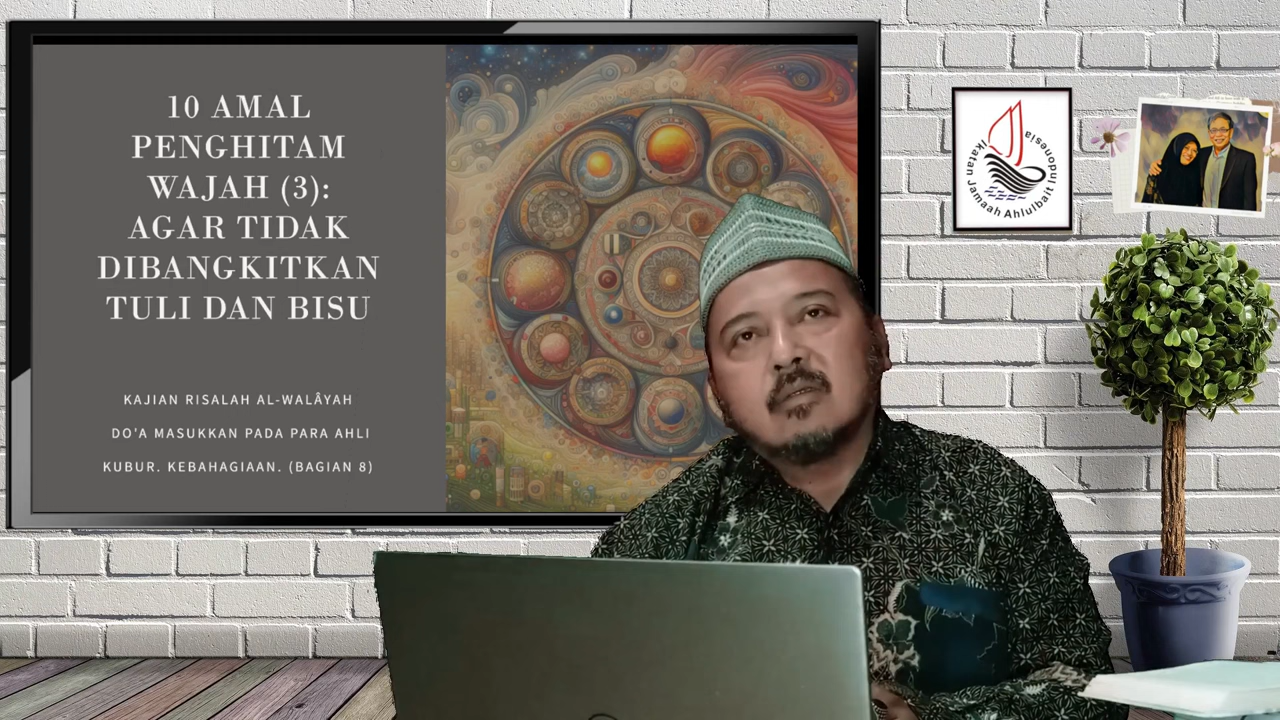 10 AMAL
PENGHITAM
WAJAH (3):
AGAR TIDAK
DIBANGKITKAN
TULI DAN BISU
KAJIAN RISALAH AL-WALÂYAH
DO'A MASUKKAN PADA PARA AHLI
KUBUR. KEBAHAGIAAN. (BAGIAN 8)
Ikatan Jamaah Ahlulbait Indonesia